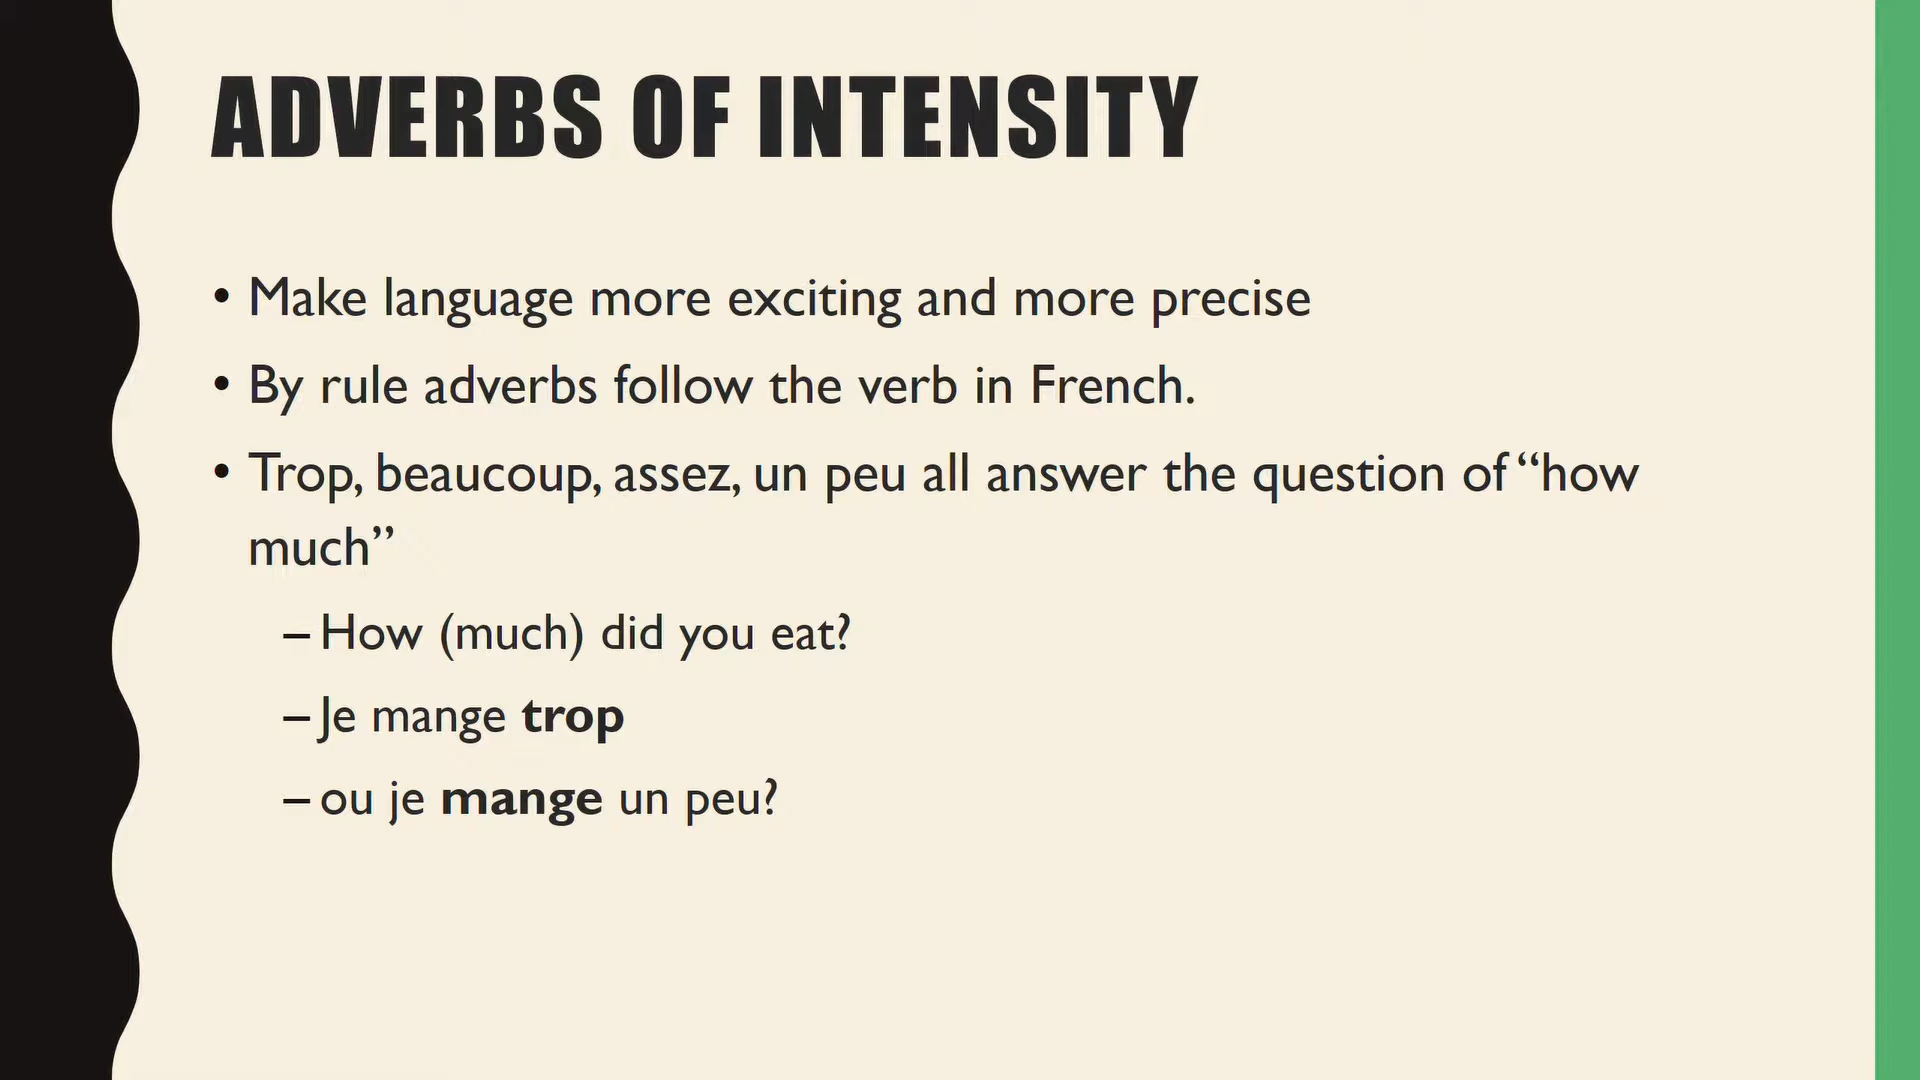 ADVERBS OF INTENSITY
• Make language more exciting and more precise
• By rule adverbs follow the verb in French.
• Trop, beaucoup, assez, un peu all answer the question of “how
much”
– How (much) did you eat?
– Je mange trop
– ou je mange un peu?